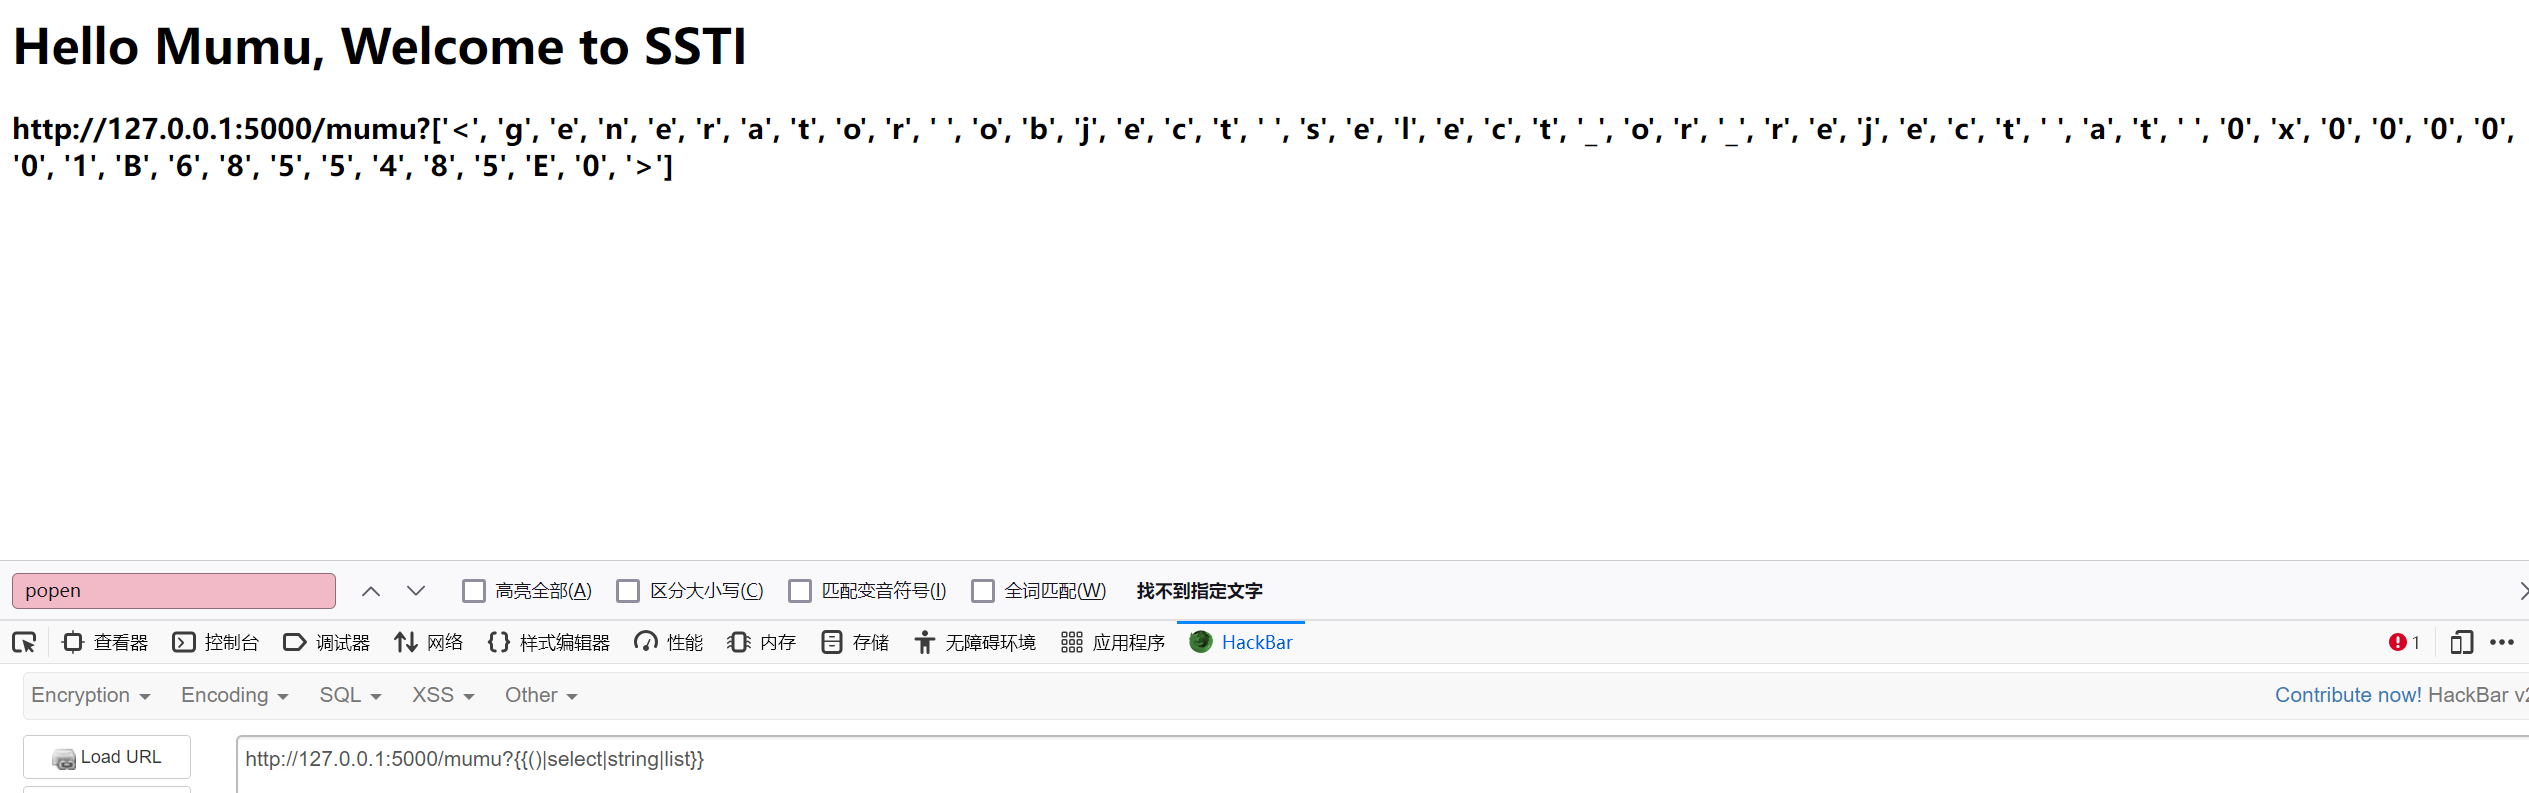 Hello Mumu, Welcome to SSTI
http://127.0.0.1:5000/mumu?['<', 'g', 'e', 'n', 'e', 'r', 'a', 't', 'o', 'r', ' ', 'o', 'b', 'j', 'e', 'c', 't', ' ', 's', 'e', 'l', 'e', 'c', 't', '_', 'o', 'r', '_', 'r', 'e', 'j', 'e', 'c', 't', ' ', 'a', 't', ' ', '0', 'x', '0', '0', '0', '0',
'0', '1', 'B', '6', '8', '5', '5', '4', '8', '5', 'E', '0', '>']
popen 高亮全部(A) 区分大小写(C) 匹配变音符号(I) 全词匹配(W) 找不到指定文字
查看器 控制台 调试器 网络 样式编辑器 性能 内存 存储 无障碍环境 应用程序 HackBar 1
Encryption Encoding SQL XSS Other Contribute now! HackBar v2
Load URL http://127.0.0.1:5000/mumu?{{()|select|string|list}}